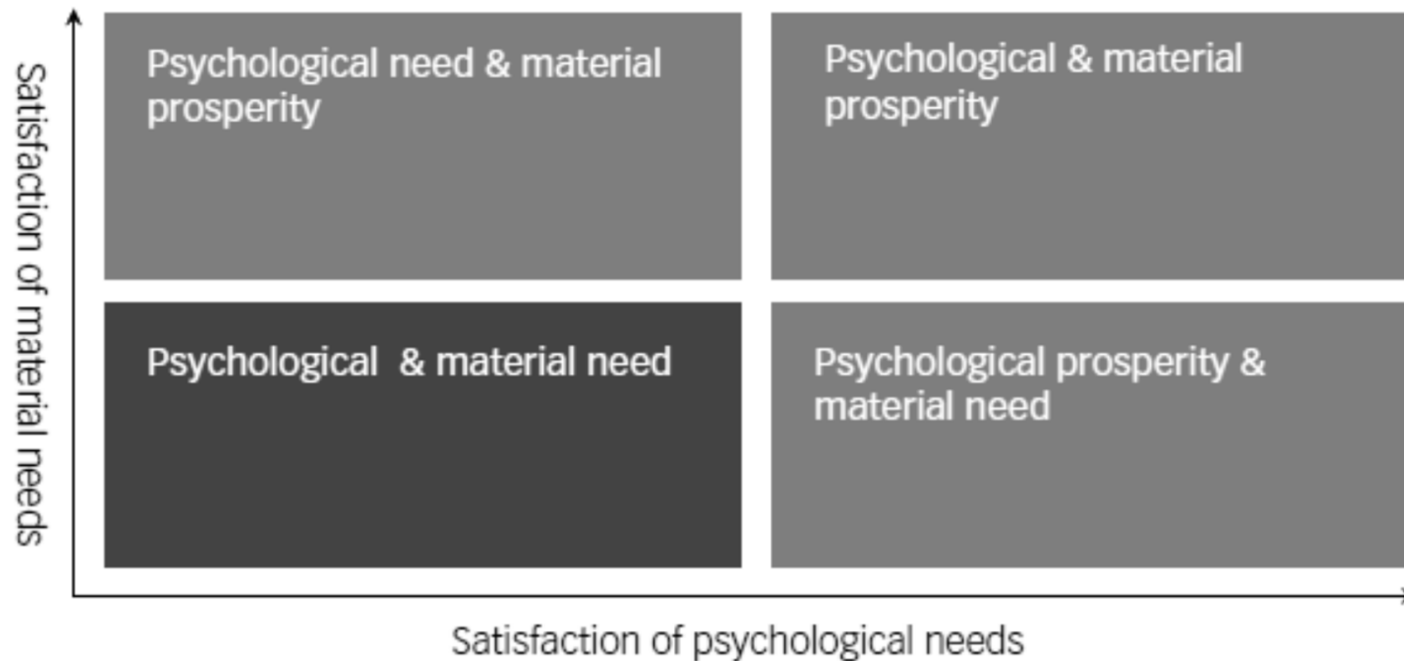 Satisfaction of material needs
Psychological need & material
prosperity
Psychological & material
prosperity
Psychological  & material need
Psychological prosperity &
material need
Satisfaction of psychological needs